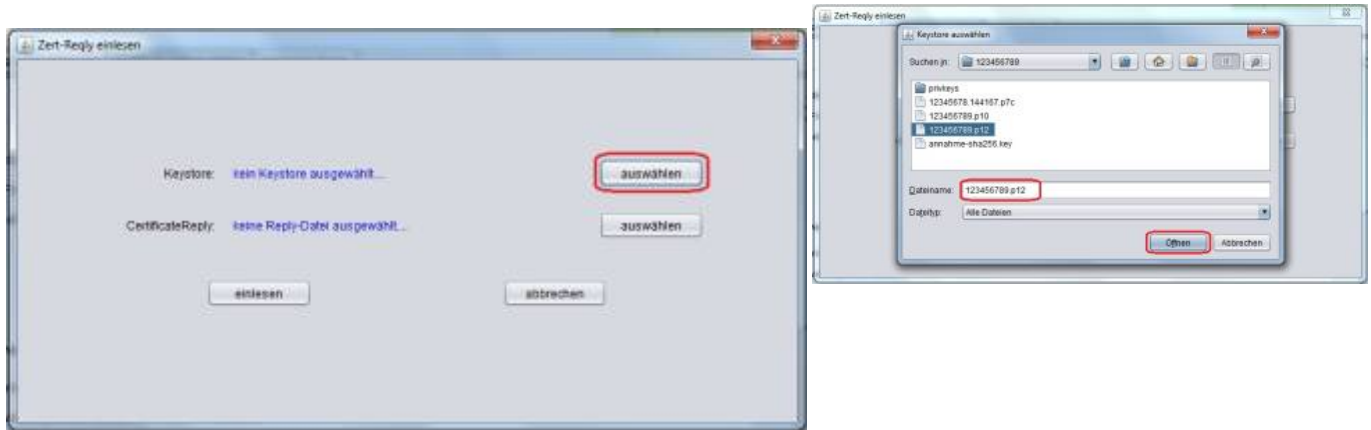 Zert-Reqly einlesen
Keystore: kein Keystore ausgewählt...
auswählen
CertificateReply: keine Reply-Datei ausgewählt...
auswählen
einlesen
abbrechen
Zert-Reqly einlesen
Keystore auswählen
Suchen in: 123456789
privkeys
12345678.144167.p7c
123456789.p10
123456789.p12
annahme-sha256.key
Dateiname: 123456789.p12
Dateityp: Alle Dateien
Öffnen
Abbrechen